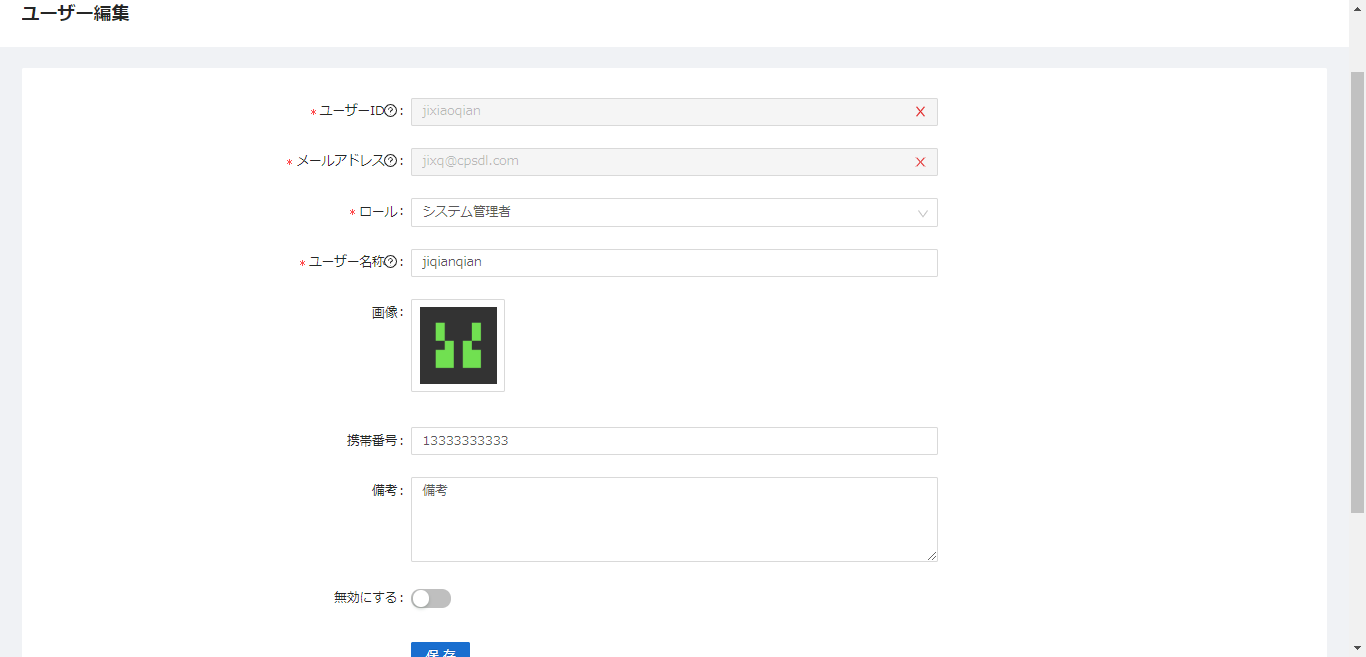 ユーザー編集
* ユーザーID? : jixiaoqian X
* メールアドレス? : jixq@cpsdl.com X
* ロール : システム管理者
* ユーザー名称? : jiqianqian
画像 :
携帯番号 : 13333333333
備考 : 備考
無効にする :
保存